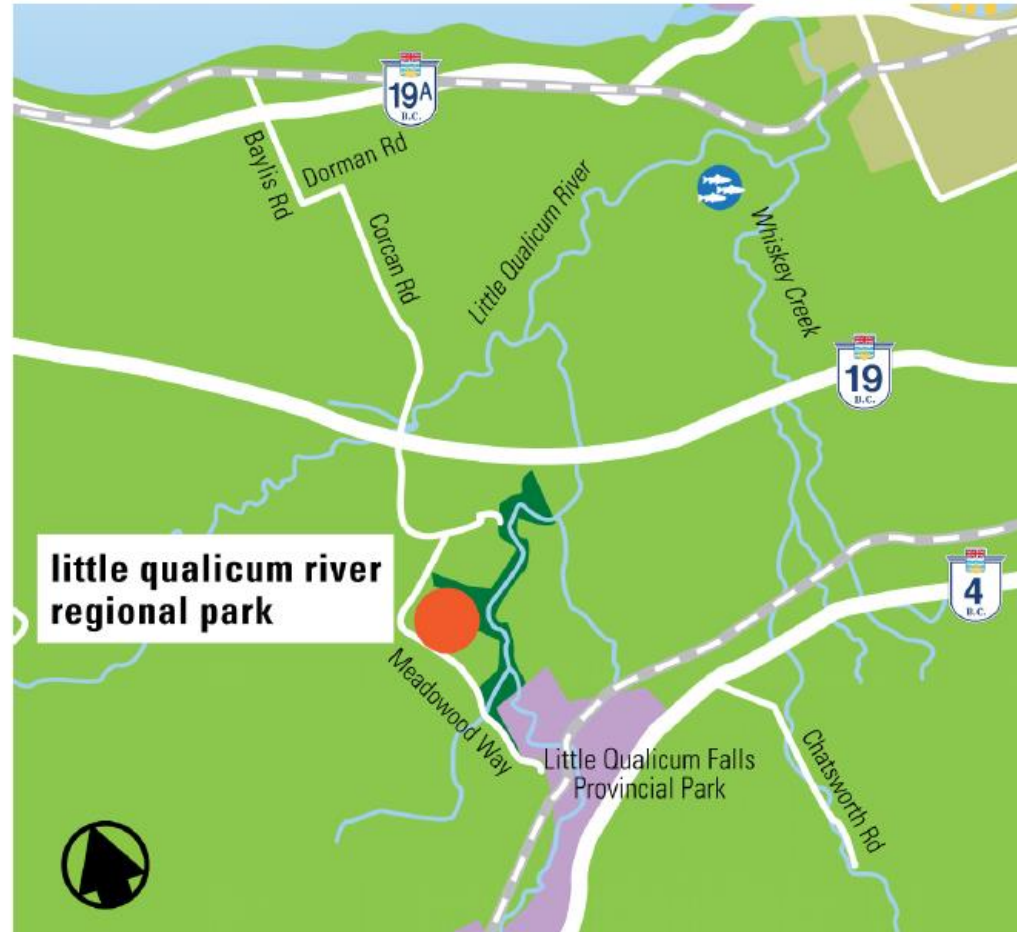 19A
B.C.
Baylis Rd
Dorman Rd
Corcan Rd
Little Qualicum River
Whiskey Creek
19
B.C.
little qualicum river
regional park
4
B.C.
Meadowood Way
Little Qualicum Falls
Provincial Park
Chatsworth Rd